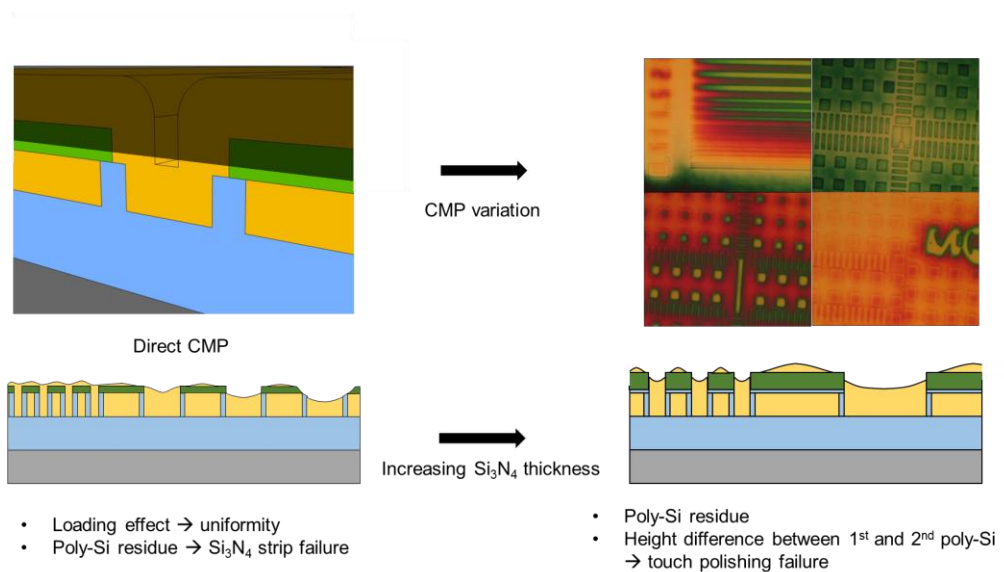 CMP variation
Direct CMP
Increasing Si₃N₄ thickness
• Loading effect → uniformity
• Poly-Si residue → Si₃N₄ strip failure
• Poly-Si residue
• Height difference between 1ˢᵗ and 2ⁿᵈ poly-Si
→ touch polishing failure